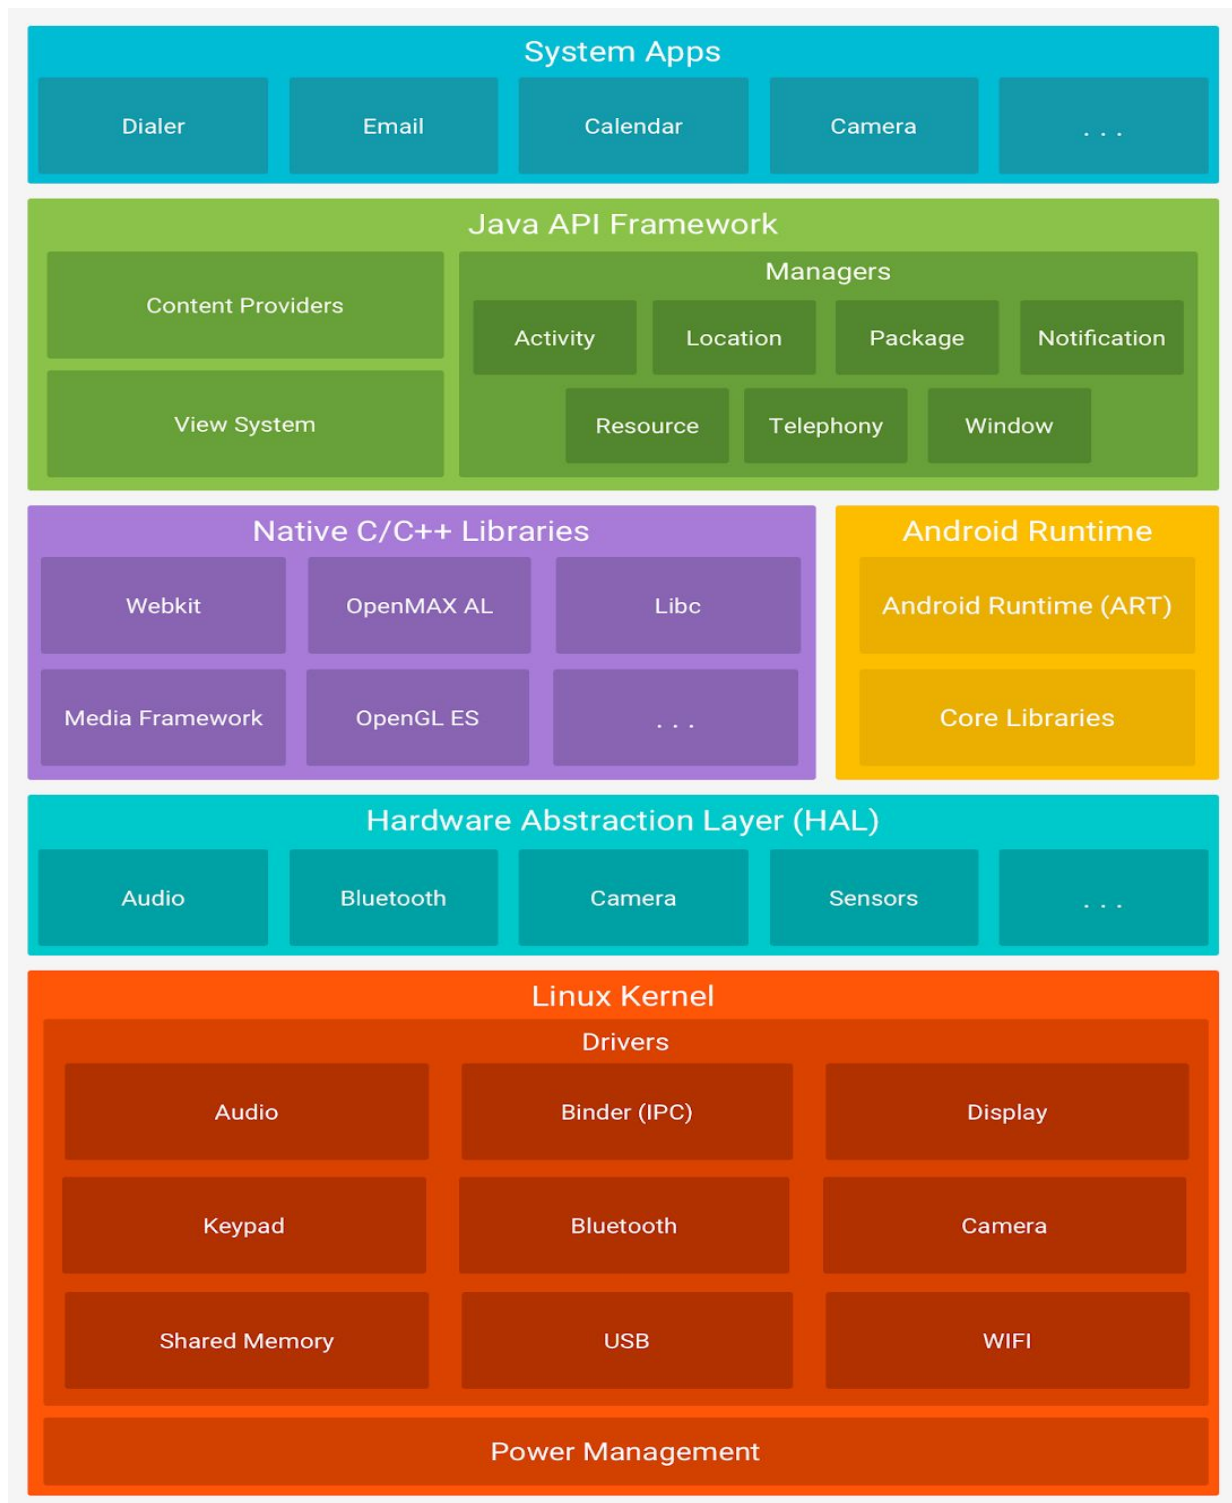 System Apps
Dialer Email Calendar Camera . . .
Java API Framework
Content Providers
View System
Managers
Activity Location Package Notification
Resource Telephony Window
Native C/C++ Libraries
Webkit OpenMAX AL Libc
Media Framework OpenGL ES . . .
Android Runtime
Android Runtime (ART)
Core Libraries
Hardware Abstraction Layer (HAL)
Audio Bluetooth Camera Sensors . . .
Linux Kernel
Drivers
Audio Binder (IPC) Display
Keypad Bluetooth Camera
Shared Memory USB WIFI
Power Management